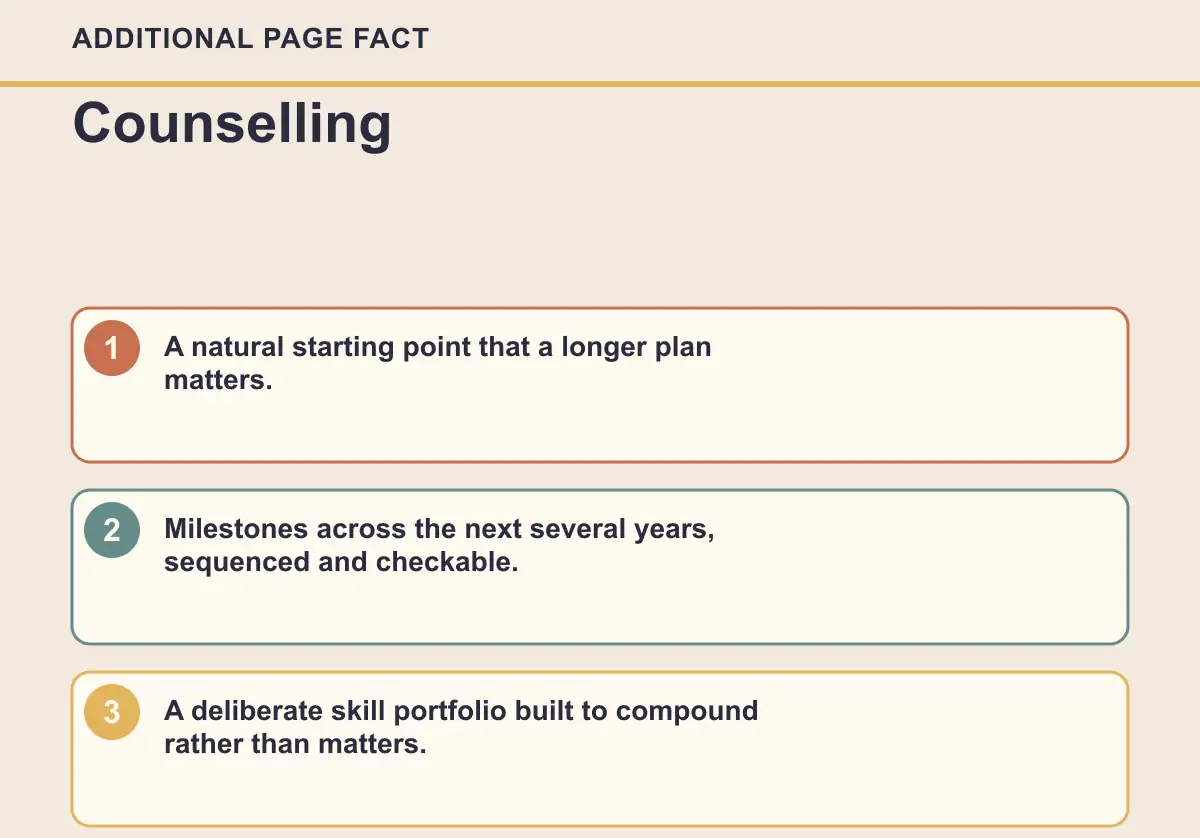 ADDITIONAL PAGE FACT
Counselling
1
A natural starting point that a longer plan
matters.
2
Milestones across the next several years,
sequenced and checkable.
3
A deliberate skill portfolio built to compound
rather than matters.